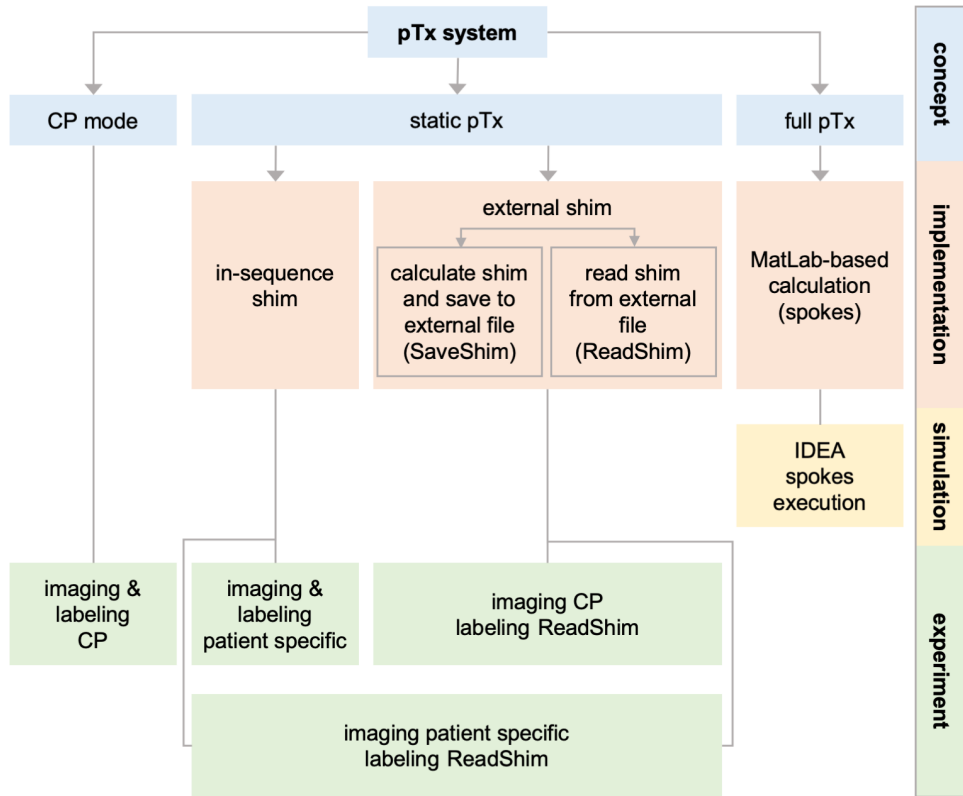 pTx system
CP mode
static pTx
full pTx
concept
in-sequence
shim
external shim
calculate shim
and save to
external file
(SaveShim)
read shim
from external
file
(ReadShim)
MatLab-based
calculation
(spokes)
implementation
IDEA
spokes
execution
simulation
imaging &
labeling
CP
imaging &
labeling
patient specific
imaging CP
labeling ReadShim
imaging patient specific
labeling ReadShim
experiment